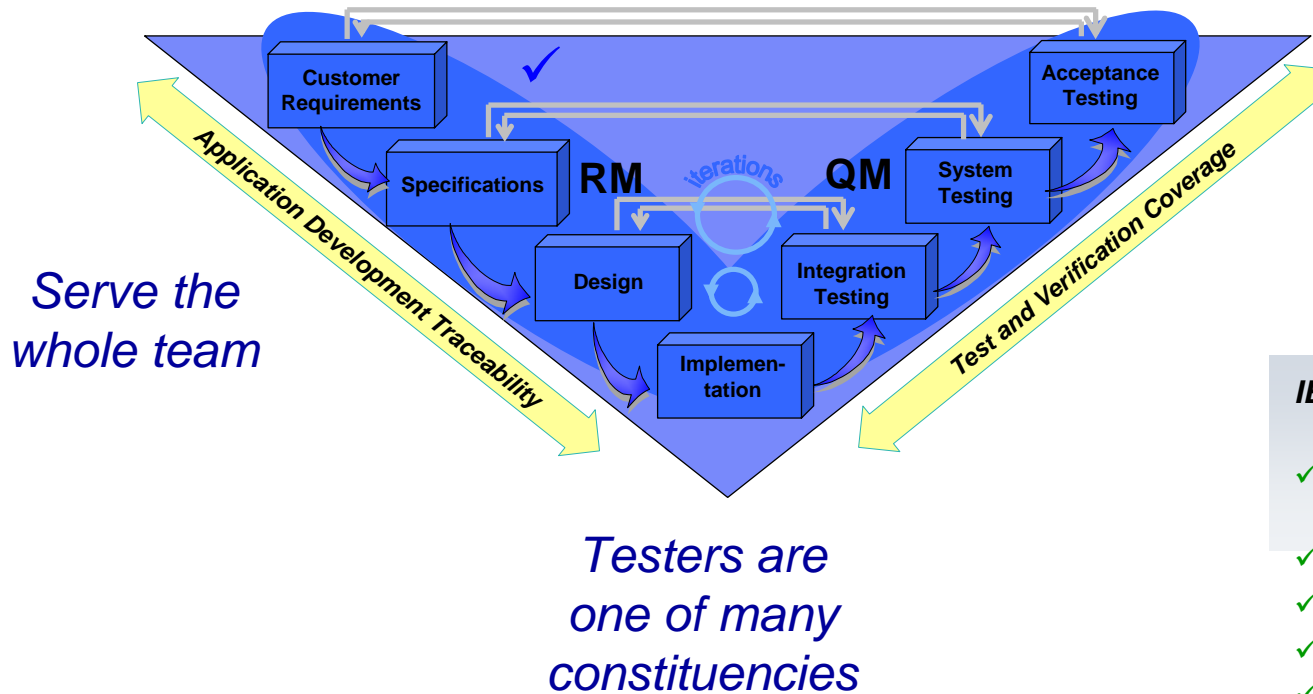 Customer
Requirements
Acceptance
Testing
Specifications
RM
iterations
QM
System
Testing
Application Development Traceability
Test and Verification Coverage
Design
Integration
Testing
Serve the
whole team
Implemen-
tation
Testers are
one of many
constituencies